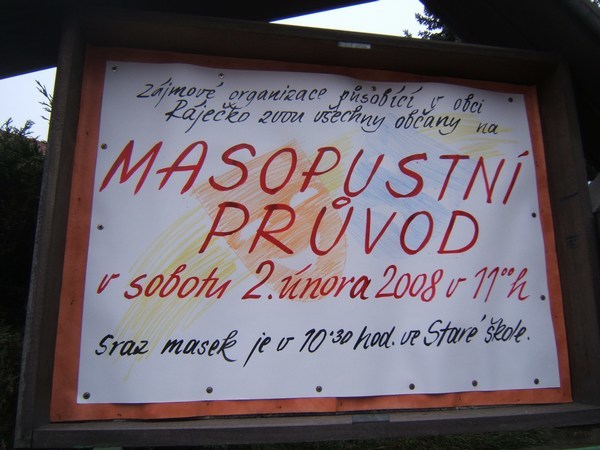 Zájmové organizace působící v obci
Ráječko zvou všechny občany na
MASOPUSTNÍ
PRŮVOD
v sobotu 2. února 2008 v 11⁰⁰ h.
Sraz masek je v 10³⁰ hod. ve Staré škole.